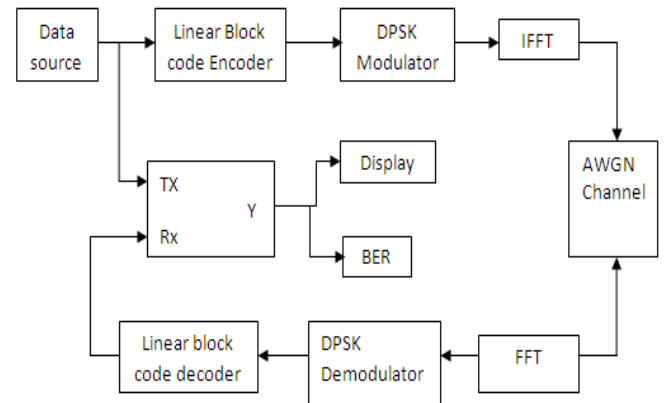 Data
source
Linear Block
code Encoder
DPSK
Modulator
IFFT
AWGN
Channel
TX
Y
Rx
Display
BER
Linear block
code decoder
DPSK
Demodulator
FFT